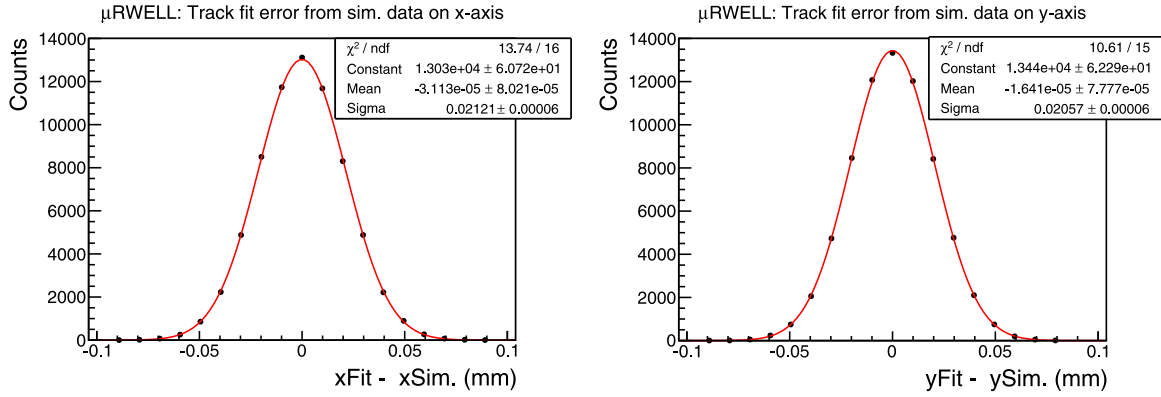 μRWELL: Track fit error from sim. data on x-axis
χ² / ndf 13.74 / 16
Constant 1.303e+04 ± 6.072e+01
Mean -3.113e-05 ± 8.021e-05
Sigma 0.02121 ± 0.00006
Counts
14000
12000
10000
8000
6000
4000
2000
0
-0.1 -0.05 0 0.05 0.1
xFit - xSim. (mm)
μRWELL: Track fit error from sim. data on y-axis
χ² / ndf 10.61 / 15
Constant 1.344e+04 ± 6.229e+01
Mean -1.641e-05 ± 7.777e-05
Sigma 0.02057 ± 0.00006
Counts
14000
12000
10000
8000
6000
4000
2000
0
-0.1 -0.05 0 0.05 0.1
yFit - ySim. (mm)